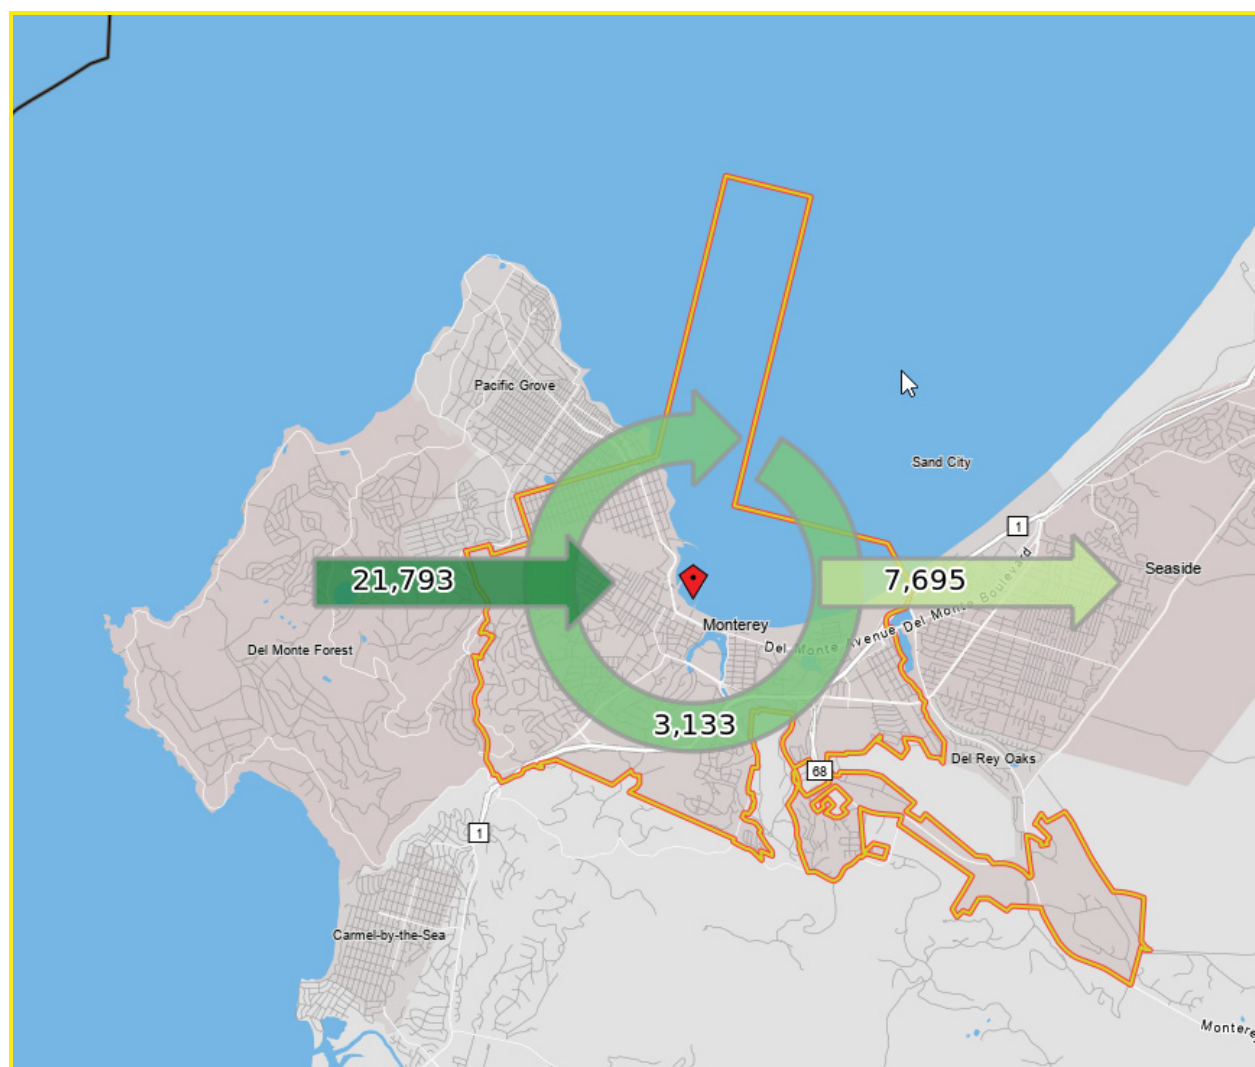 Pacific Grove
Sand City
1
21,793
7,695
Seaside
Monterey
Del Monte Avenue
Del Monte Boulevard
Del Monte Forest
3,133
Del Rey Oaks
68
1
Carmel-by-the-Sea
Monterey